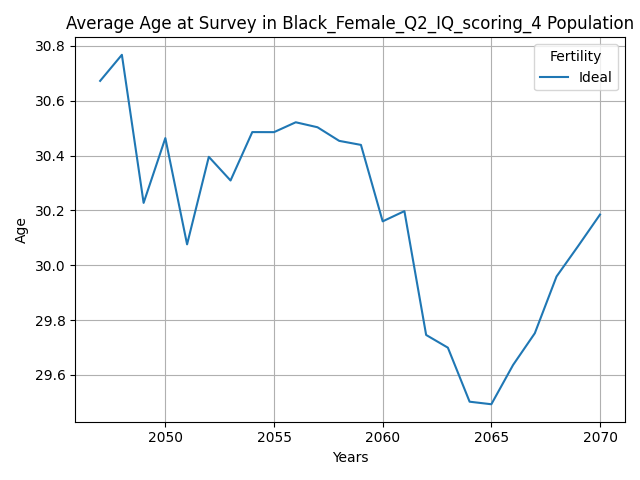 Average Age at Survey in Black_Female_Q2_IQ_scoring_4 Population
Fertility
Ideal
30.8
30.6
30.4
30.2
30.0
29.8
29.6
Age
2050 2055 2060 2065 2070
Years